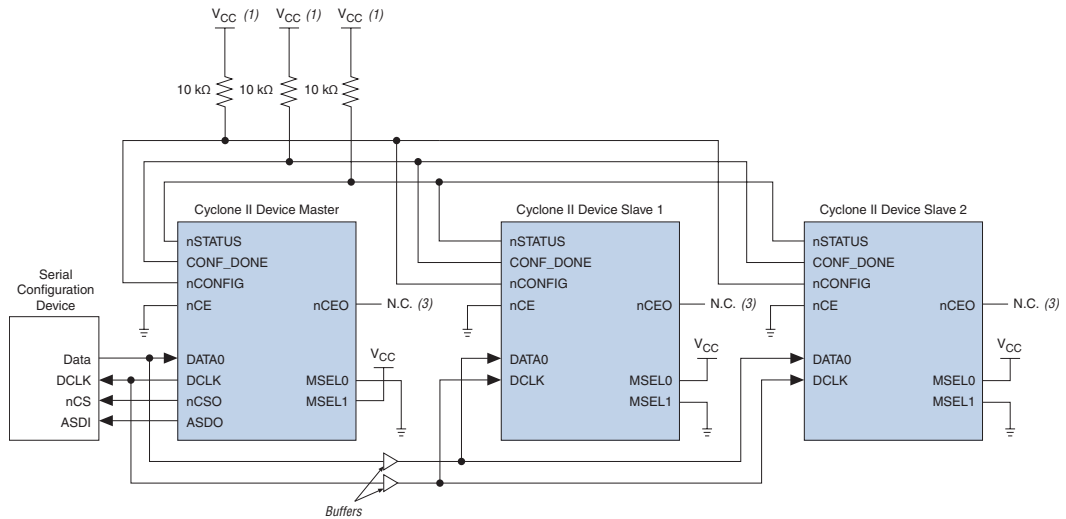 VCC (1) VCC (1) VCC (1)
10 kΩ 10 kΩ 10 kΩ
Cyclone II Device Master
nSTATUS
CONF_DONE
nCONFIG
nCE
nCEO
N.C. (3)
DATA0
DCLK
nCSO
ASDO
MSEL0
MSEL1
VCC
Cyclone II Device Slave 1
nSTATUS
CONF_DONE
nCONFIG
nCE
nCEO
N.C. (3)
DATA0
DCLK
MSEL0
MSEL1
VCC
Cyclone II Device Slave 2
nSTATUS
CONF_DONE
nCONFIG
nCE
nCEO
N.C. (3)
DATA0
DCLK
MSEL0
MSEL1
VCC
Serial
Configuration
Device
Data
DCLK
nCS
ASDI
Buffers